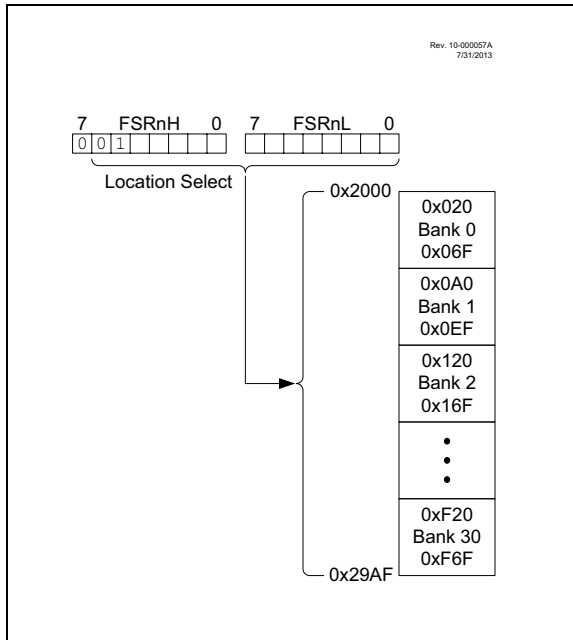 Rev. 10-000057A
7/31/2013
7 FSRnH 0 7 FSRnL 0
0 0 1
Location Select
0x2000
0x020
Bank 0
0x06F
0x0A0
Bank 1
0x0EF
0x120
Bank 2
0x16F
0xF20
Bank 30
0xF6F
0x29AF